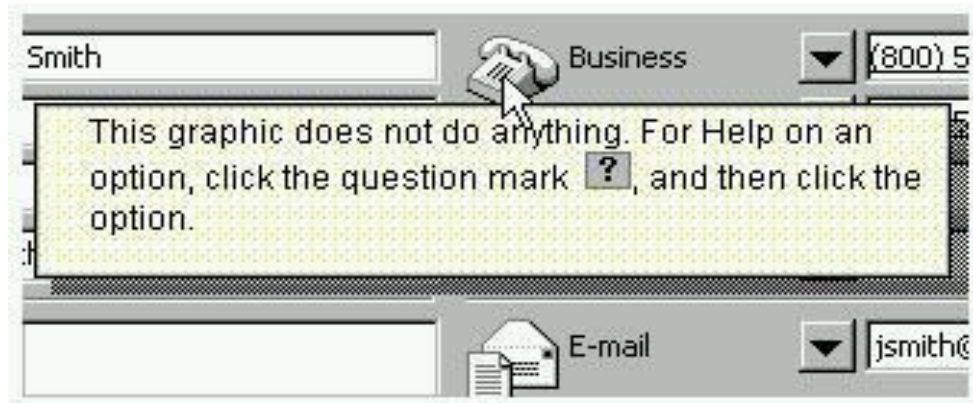 Smith
Business
(800) 5
This graphic does not do anything. For Help on an
option, click the question mark ?, and then click the
option.
E-mail
jsmith@